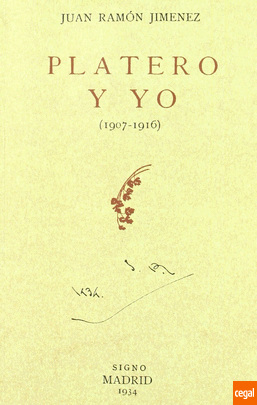 JUAN RAMÓN JIMENEZ
PLATERO
Y YO
(1907-1916)
SIGNO
MADRID
1934
cegal